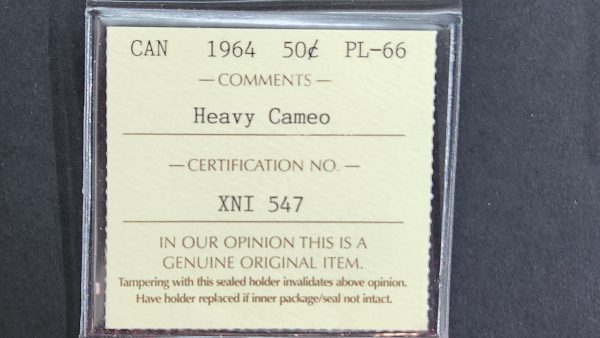 CAN 1964 50¢ PL-66
— COMMENTS —
Heavy Cameo
— CERTIFICATION NO. —
XNI 547
IN OUR OPINION THIS IS A
GENUINE ORIGINAL ITEM.
Tampering with this sealed holder invalidates above opinion.
Have holder replaced if inner package/seal not intact.